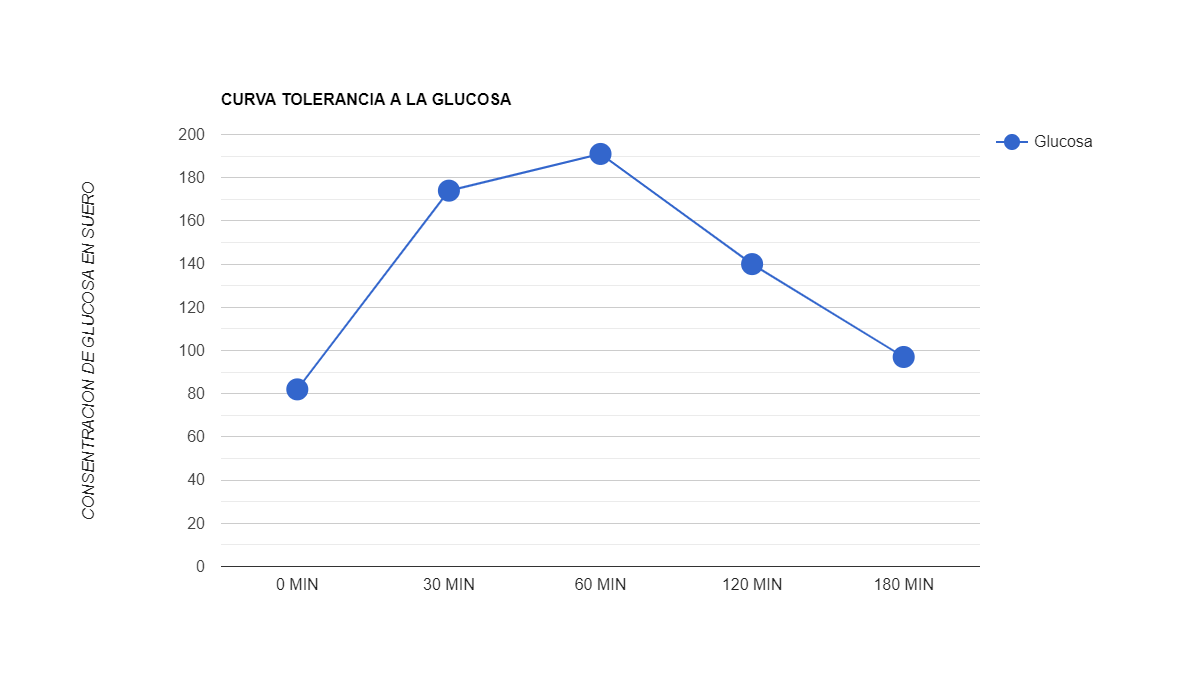 CURVA TOLERANCIA A LA GLUCOSA
Glucosa
CONSENTRACION DE GLUCOSA EN SUERO
200
180
160
140
120
100
80
60
40
20
0
0 MIN
30 MIN
60 MIN
120 MIN
180 MIN